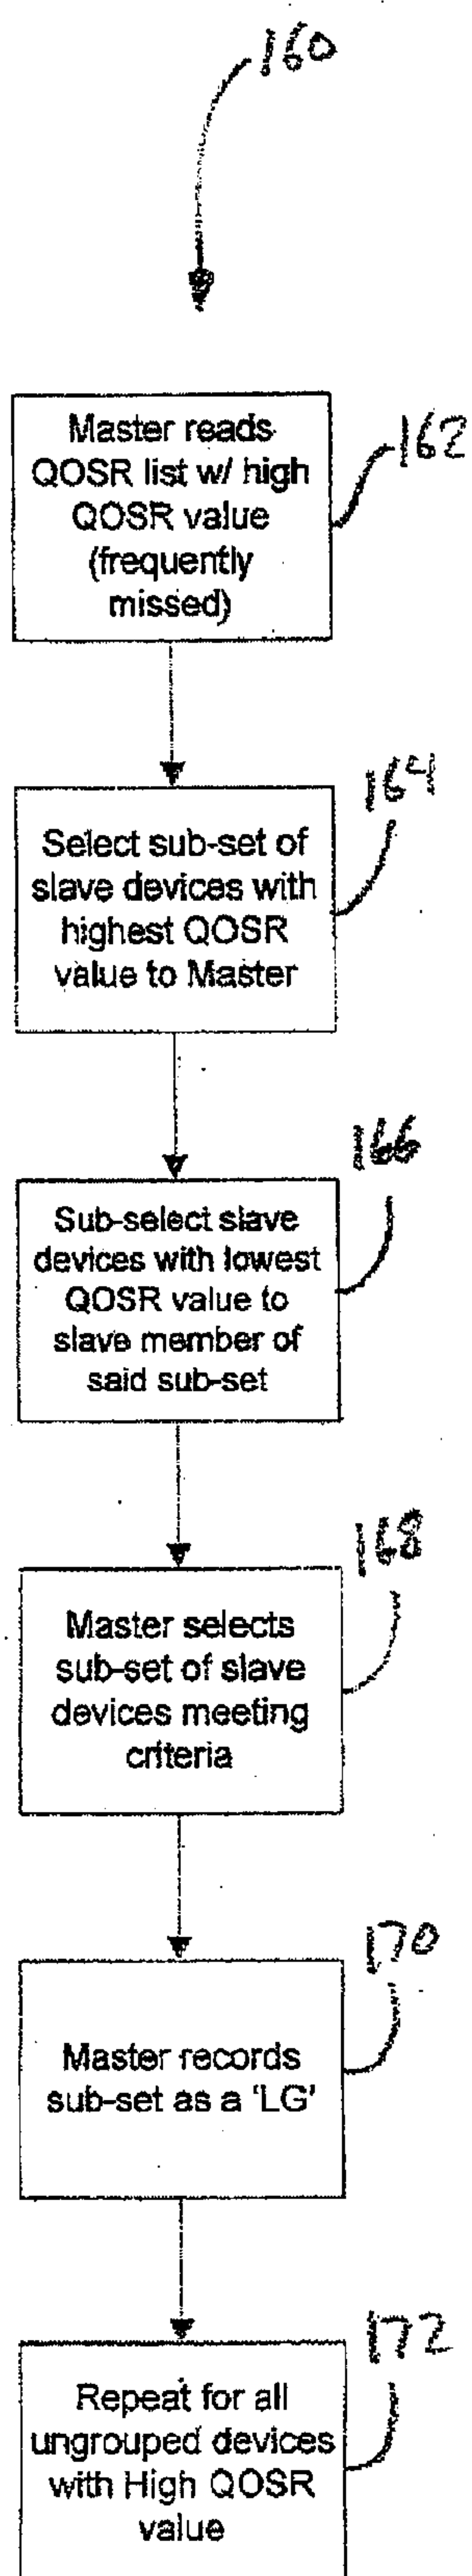 160
Master reads
QOSR list w/ high
QOSR value
(frequently
missed)
162
Select sub-set of
slave devices with
highest QOSR
value to Master
164
Sub-select slave
devices with lowest
QOSR value to
slave member of
said sub-set
166
Master selects
sub-set of slave
devices meeting
criteria
168
Master records
sub-set as a 'LG'
170
Repeat for all
ungrouped devices
with High QOSR
value
172